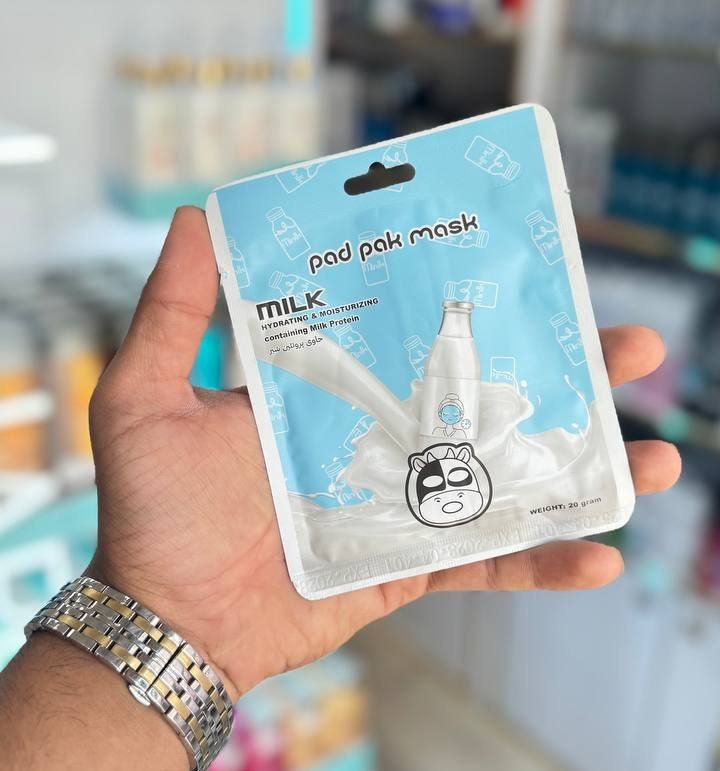 pad pak mask
MILK
HYDRATING & MOISTURIZING
containing Milk Protein
حاوی پروتئین شیر
WEIGHT: 20 gram